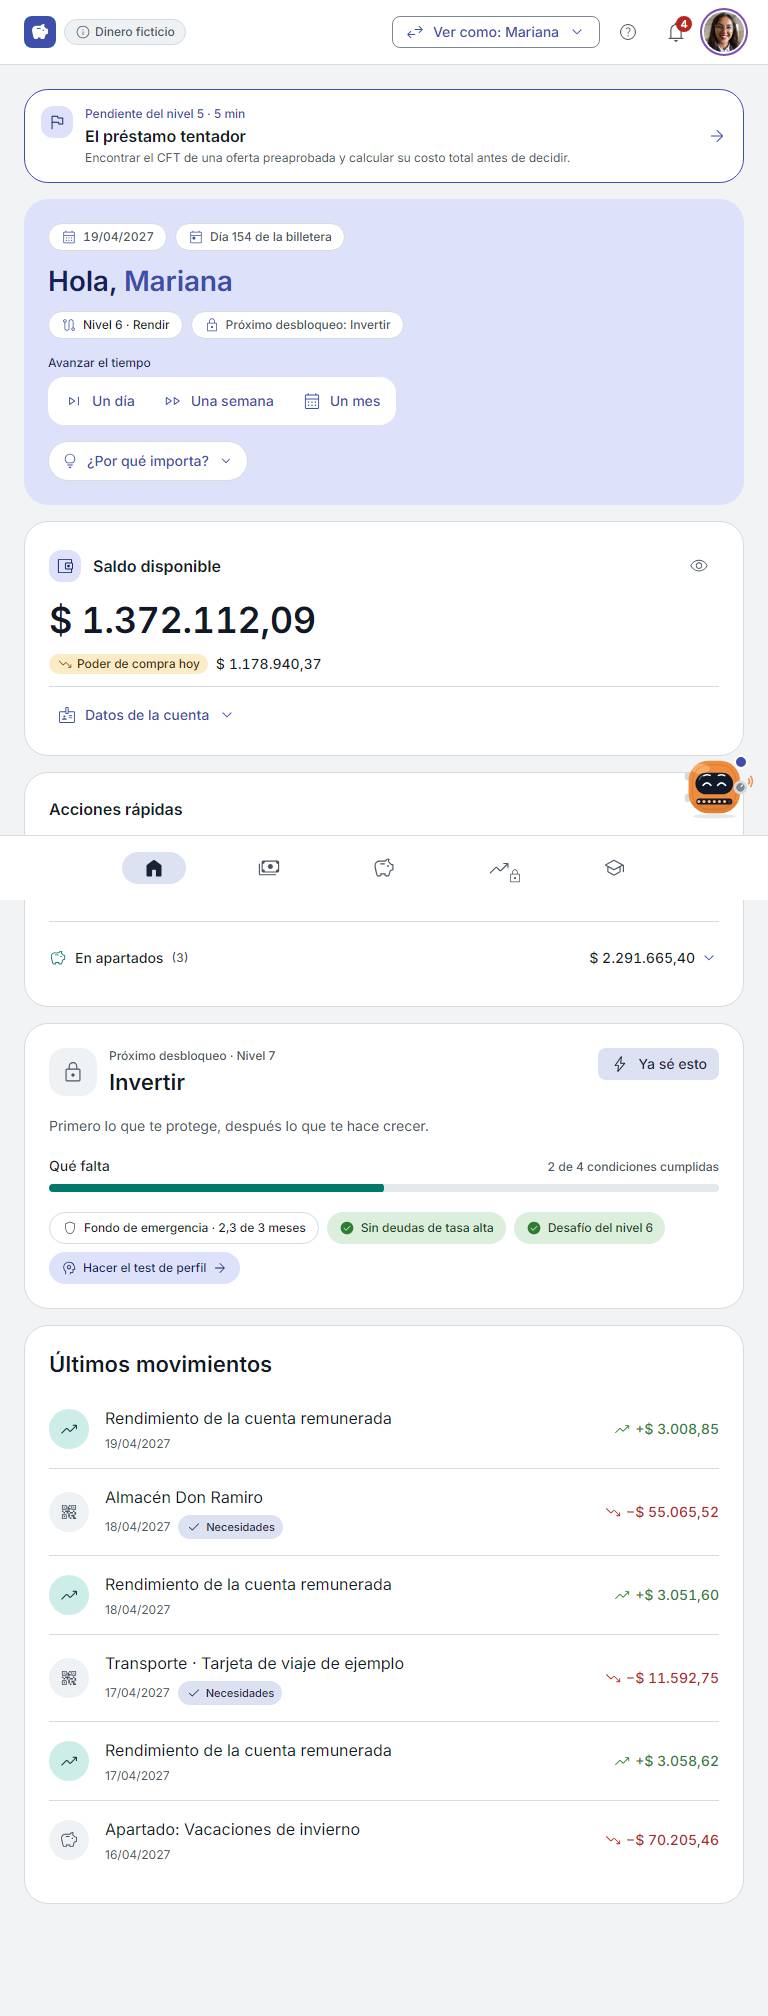 Dinero ficticio
Ver como: Mariana
4
Pendiente del nivel 5 · 5 min
El préstamo tentador
Encontrar el CFT de una oferta preaprobada y calcular su costo total antes de decidir.
19/04/2027
Día 154 de la billetera
Hola, Mariana
Nivel 6 · Rendir
Próximo desbloqueo: Invertir
Avanzar el tiempo
Un día
Una semana
Un mes
¿Por qué importa?
Saldo disponible
$ 1.372.112,09
Poder de compra hoy
$ 1.178.940,37
Datos de la cuenta
Acciones rápidas
En apartados (3)
$ 2.291.665,40
Próximo desbloqueo · Nivel 7
Invertir
Ya sé esto
Primero lo que te protege, después lo que te hace crecer.
Qué falta
2 de 4 condiciones cumplidas
Fondo de emergencia · 2,3 de 3 meses
Sin deudas de tasa alta
Desafío del nivel 6
Hacer el test de perfil
Últimos movimientos
Rendimiento de la cuenta remunerada
19/04/2027
+$ 3.008,85
Almacén Don Ramiro
18/04/2027
Necesidades
−$ 55.065,52
Rendimiento de la cuenta remunerada
18/04/2027
+$ 3.051,60
Transporte · Tarjeta de viaje de ejemplo
17/04/2027
Necesidades
−$ 11.592,75
Rendimiento de la cuenta remunerada
17/04/2027
+$ 3.058,62
Apartado: Vacaciones de invierno
16/04/2027
−$ 70.205,46